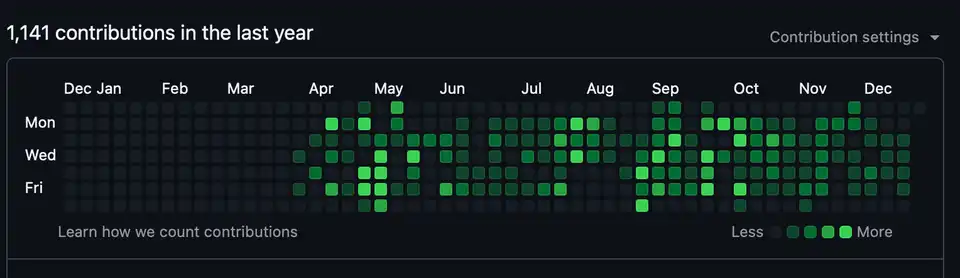 1,141 contributions in the last year
Contribution settings
Dec Jan Feb Mar Apr May Jun Jul Aug Sep Oct Nov Dec
Mon
Wed
Fri
Learn how we count contributions
Less More